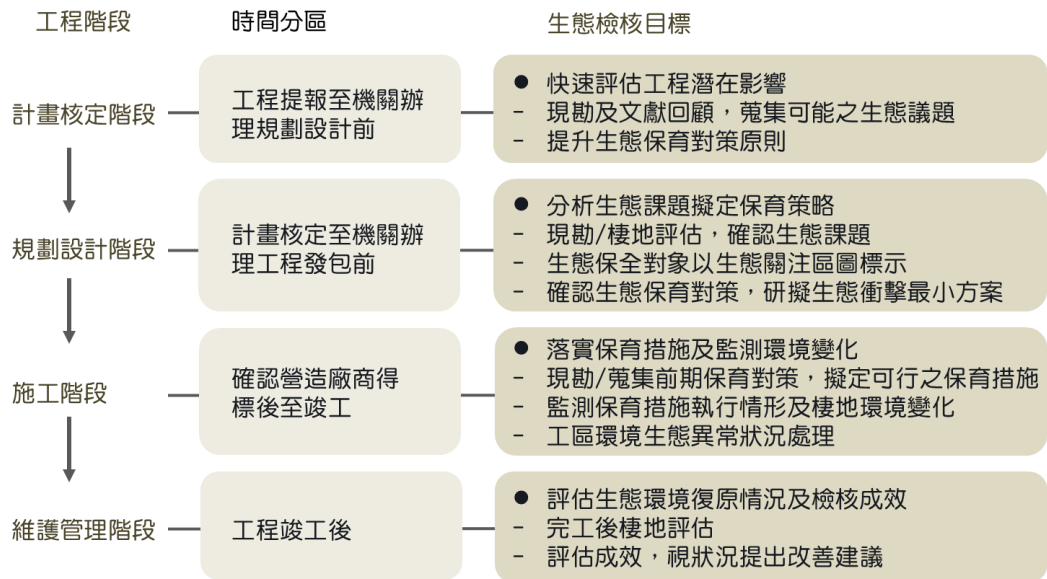 工程階段
時間分區
生態檢核目標
計畫核定階段
工程提報至機關辦
理規劃設計前
● 快速評估工程潛在影響
- 現勘及文獻回顧，蒐集可能之生態議題
- 提升生態保育對策原則
規劃設計階段
計畫核定至機關辦
理工程發包前
● 分析生態課題擬定保育策略
- 現勘/棲地評估，確認生態課題
- 生態保全對象以生態關注區圖標示
- 確認生態保育對策，研擬生態衝擊最小方案
施工階段
確認營造廠商得
標後至竣工
● 落實保育措施及監測環境變化
- 現勘/蒐集前期保育對策，擬定可行之保育措施
- 監測保育措施執行情形及棲地環境變化
- 工區環境生態異常狀況處理
維護管理階段
工程竣工後
● 評估生態環境復原情況及檢核成效
- 完工後棲地評估
- 評估成效，視狀況提出改善建議